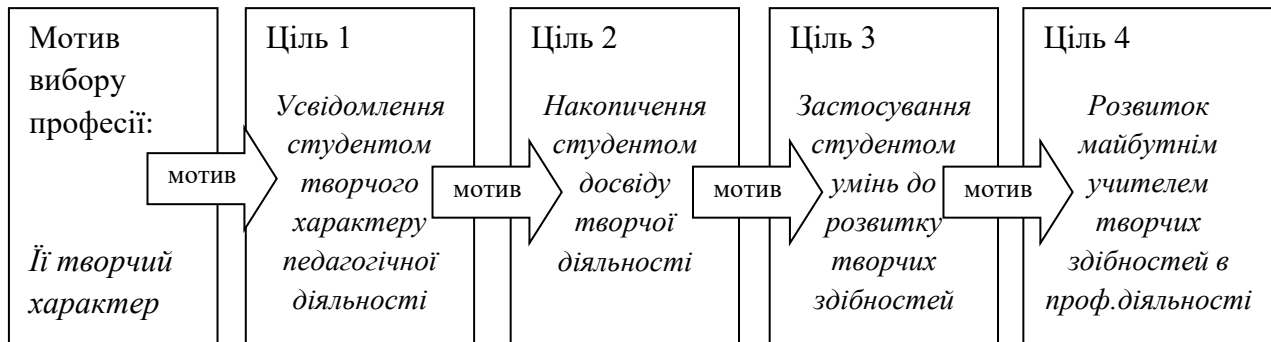 Мотив
вибору
професії:
Її творчий
характер
мотив
Ціль 1
Усвідомлення
студентом
творчого
характеру
педагогічної
діяльності
мотив
Ціль 2
Накопичення
студентом
досвіду
творчої
діяльності
мотив
Ціль 3
Застосування
студентом
умінь до
розвитку
творчих
здібностей
мотив
Ціль 4
Розвиток
майбутнім
учителем
творчих
здібностей в
проф.діяльності